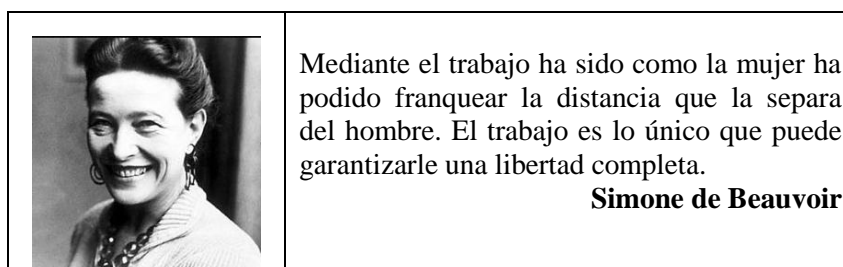 Mediante el trabajo ha sido como la mujer ha
podido franquear la distancia que la separa
del hombre. El trabajo es lo único que puede
garantizarle una libertad completa.
Simone de Beauvoir